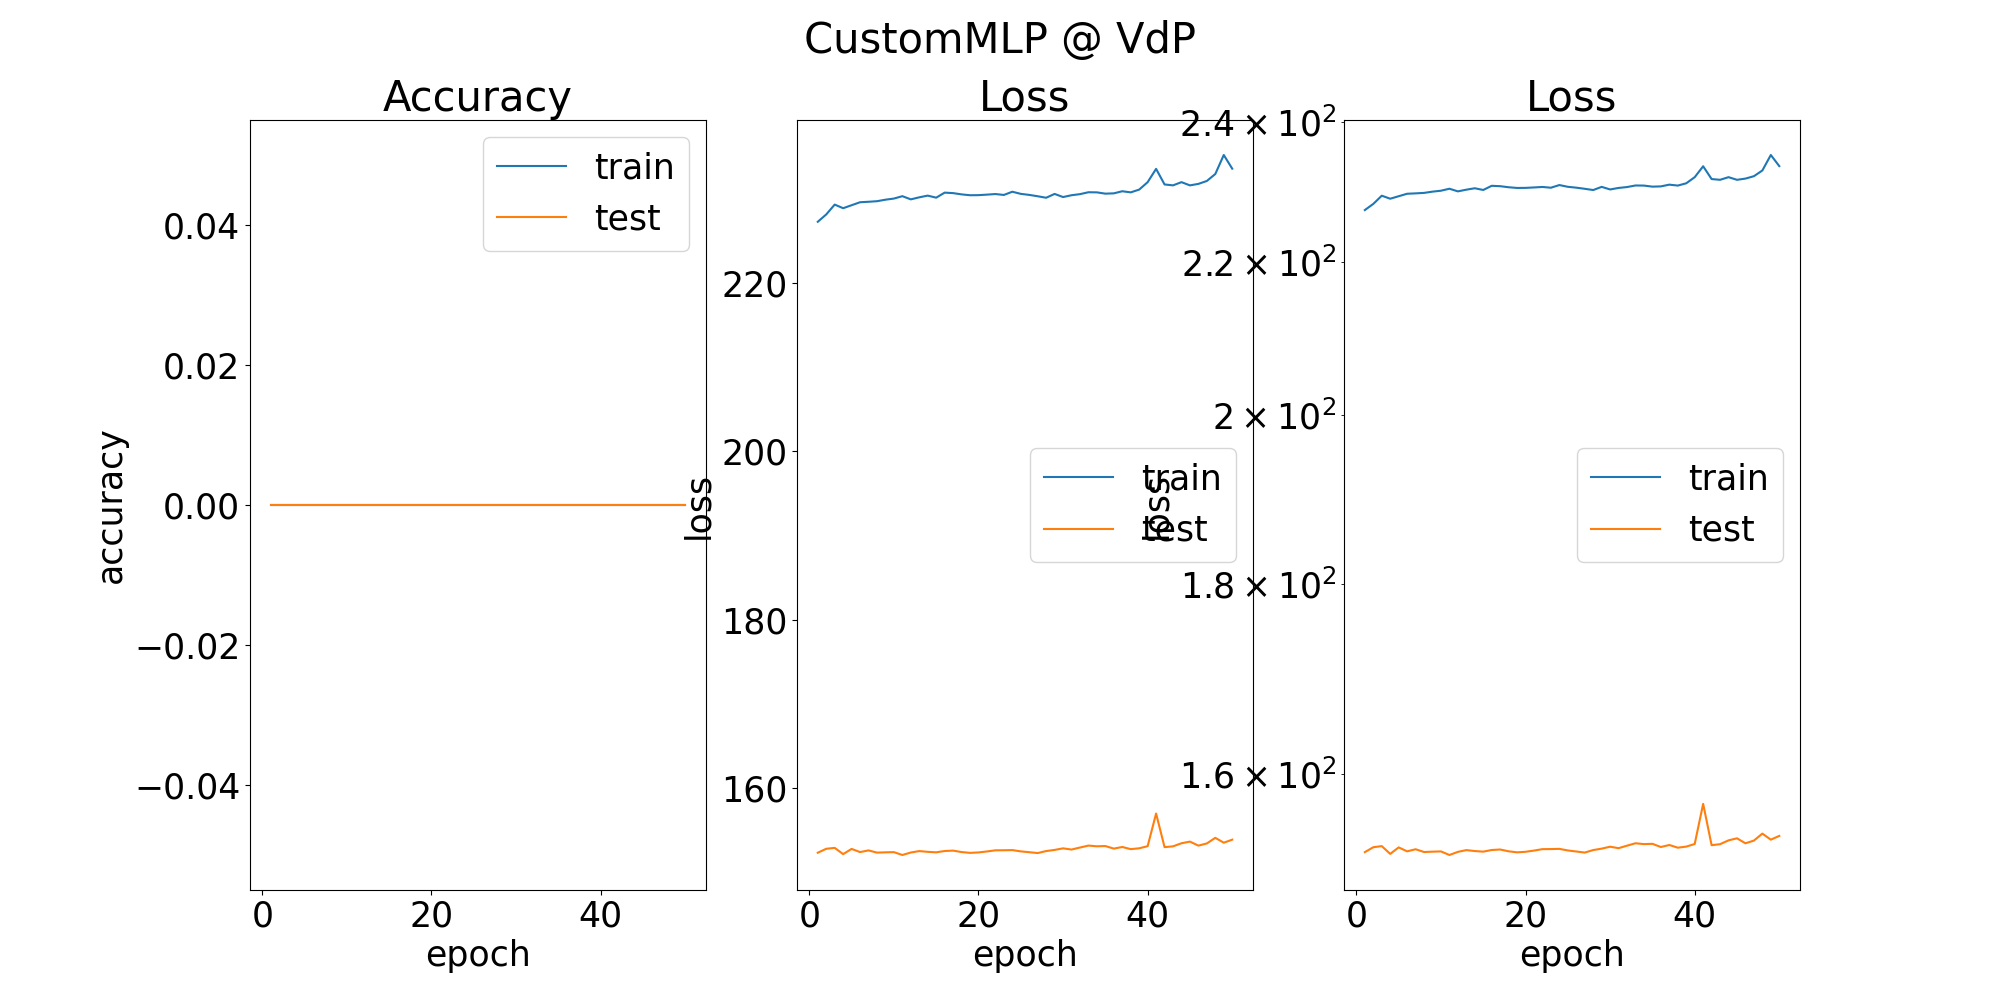 CustomMLP @ VdP
Accuracy
accuracy
0.04
0.02
0.00
−0.02
−0.04
0
20
40
epoch
train
test
Loss
loss
220
200
180
160
0
20
40
epoch
train
test
Loss
loss
2.4 × 10²
2.2 × 10²
2 × 10²
1.8 × 10²
1.6 × 10²
0
20
40
epoch
train
test